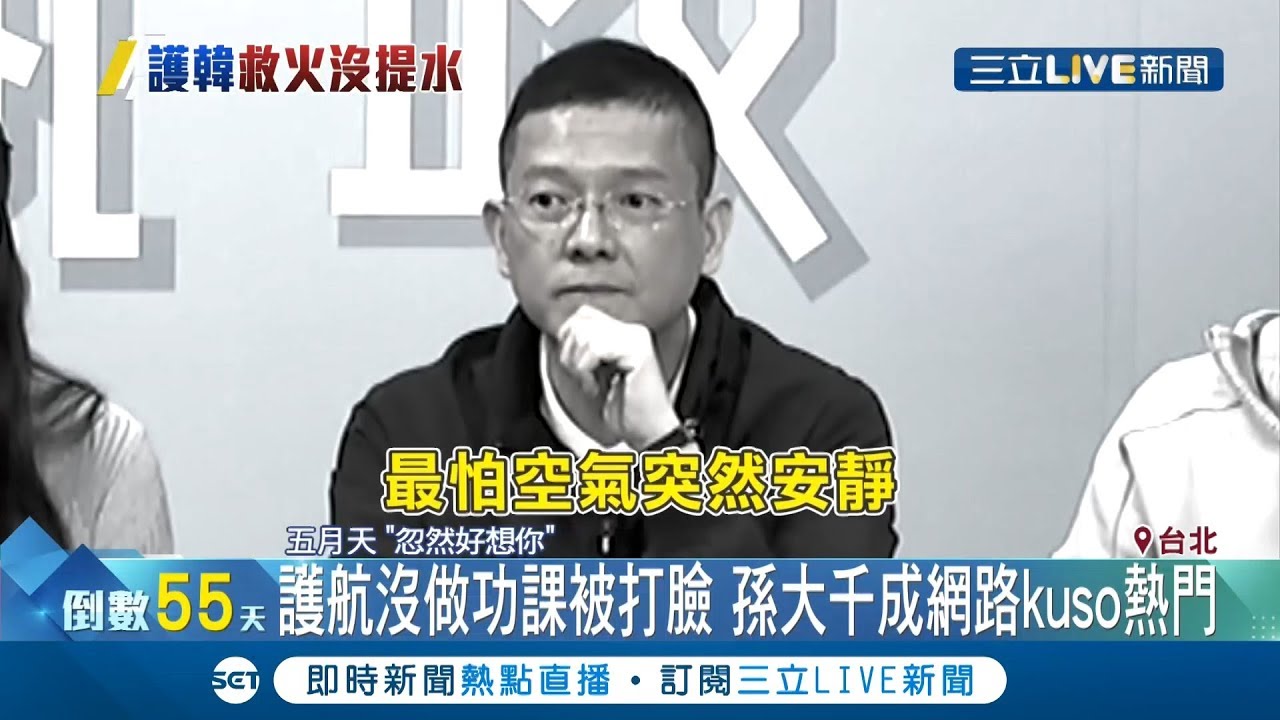 護韓救火沒提水
三立LIVE新聞
最怕空氣突然安靜
五月天 "忽然好想你"
台北
倒數55天
護航沒做功課被打臉 孫大千成網路kuso熱門
SET 即時新聞熱點直播・訂閱三立LIVE新聞